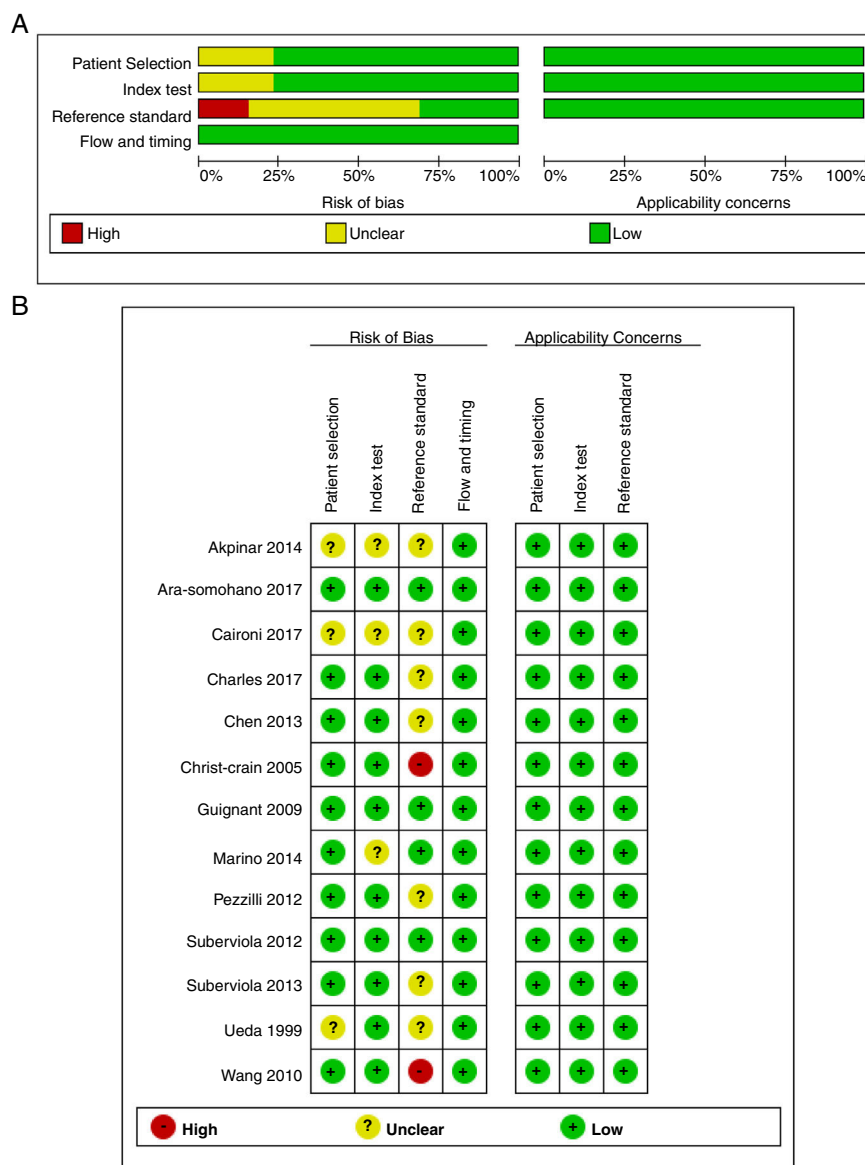 A
Patient Selection
Index test
Reference standard
Flow and timing
0% 25% 50% 75% 100% 0% 25% 50% 75% 100%
Risk of bias Applicability concerns
High Unclear Low
B
Risk of Bias Applicability Concerns
Patient selection Index test Reference standard Flow and timing Patient selection Index test Reference standard
Akpinar 2014 ? ? ? + + + +
Ara-somohano 2017 + + + + + + +
Caironi 2017 ? ? ? + + + +
Charles 2017 + + ? + + + +
Chen 2013 + + ? + + + +
Christ-crain 2005 + + - + + + +
Guignant 2009 + + + + + + +
Marino 2014 + ? + + + + +
Pezzilli 2012 + + ? + + + +
Suberviola 2012 + + + + + + +
Suberviola 2013 + + ? + + + +
Ueda 1999 ? + ? + + + +
Wang 2010 + + - + + + +
- High ? Unclear + Low